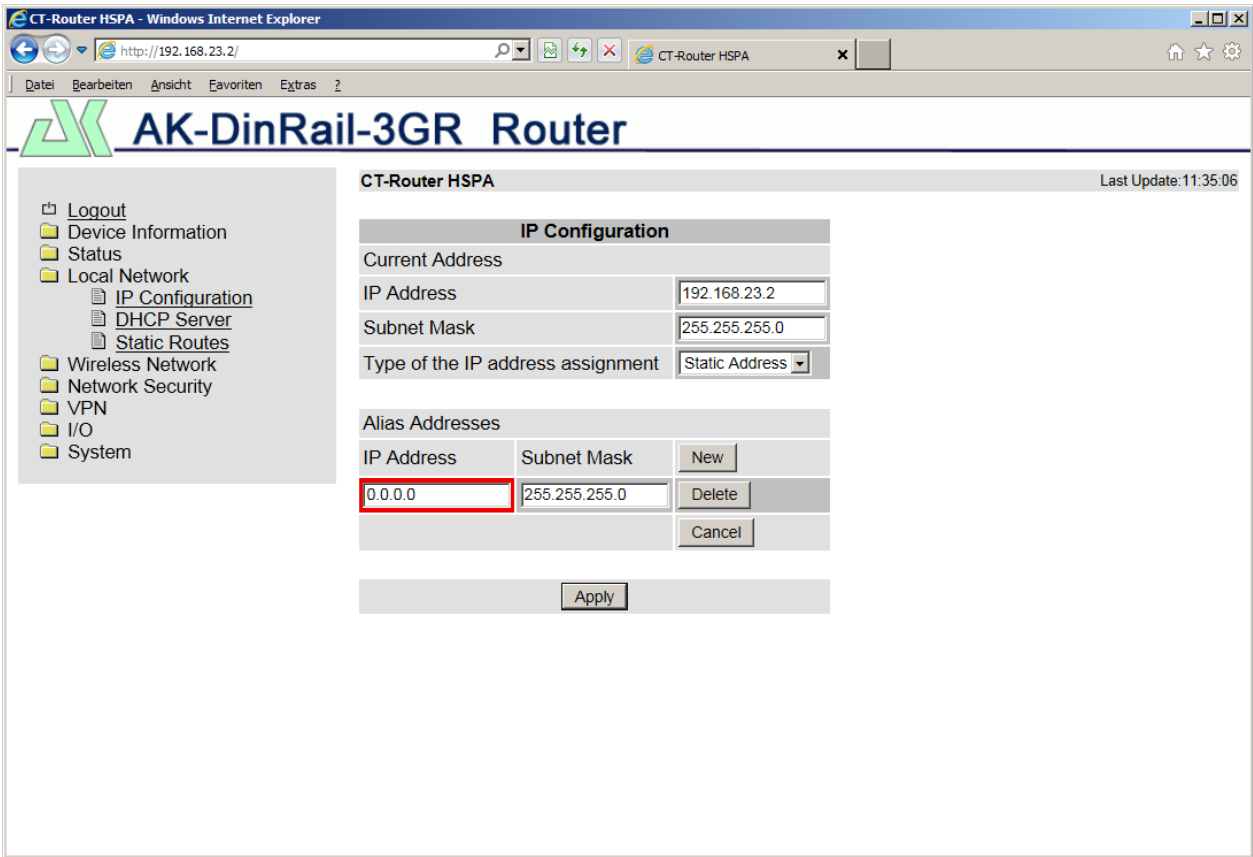 CT-Router HSPA - Windows Internet Explorer
http://192.168.23.2/
CT-Router HSPA
Datei Bearbeiten Ansicht Favoriten Extras ?
AK-DinRail-3GR Router
CT-Router HSPA
Last Update:11:35:06
Logout
Device Information
Status
Local Network
IP Configuration
DHCP Server
Static Routes
Wireless Network
Network Security
VPN
I/O
System
IP Configuration
Current Address
IP Address 192.168.23.2
Subnet Mask 255.255.255.0
Type of the IP address assignment Static Address
Alias Addresses
IP Address Subnet Mask New
0.0.0.0 255.255.255.0 Delete
Cancel
Apply